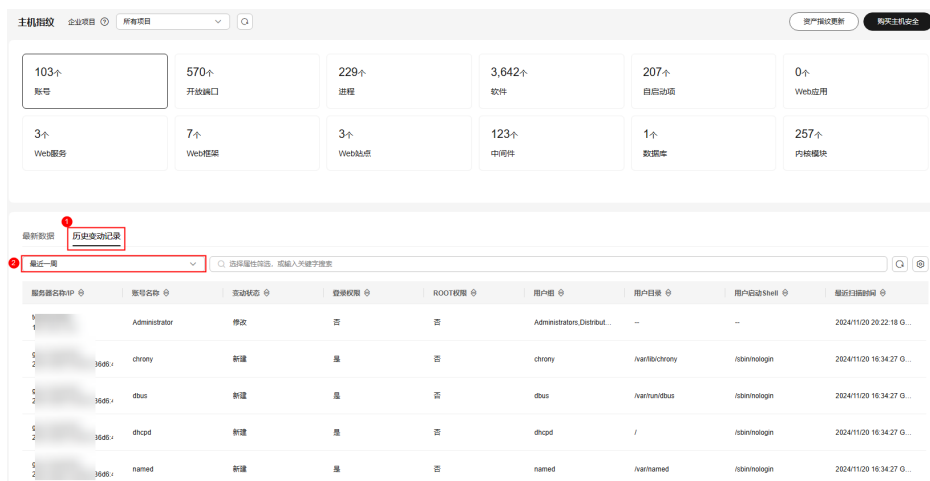 主机指纹 企业项目 所有项目 资产指纹更新 购买主机安全
103个 570个 229个 3,642个 207个 0个
账号 开放端口 进程 软件 自启动项 Web应用
3个 7个 3个 123个 1个 257个
Web服务 Web框架 Web站点 中间件 数据库 内核模块
1
最新数据 历史变动记录
2 最近一周 选择属性筛选，或输入关键字搜索
服务器名称/IP 账号名称 变动状态 登录权限 ROOT权限 用户组 用户目录 用户启动Shell 最近扫描时间
Administrator 修改 否 否 Administrators,Distribut... -- -- 2024/11/20 20:22:18 G...
36d6: chrony 新建 是 否 chrony /var/lib/chrony /sbin/nologin 2024/11/20 16:34:27 G...
36d6: dbus 新建 是 否 dbus /var/run/dbus /sbin/nologin 2024/11/20 16:34:27 G...
36d6: dhcpd 新建 是 否 dhcpd / /sbin/nologin 2024/11/20 16:34:27 G...
36d6: named 新建 是 否 named /var/named /sbin/nologin 2024/11/20 16:34:27 G...